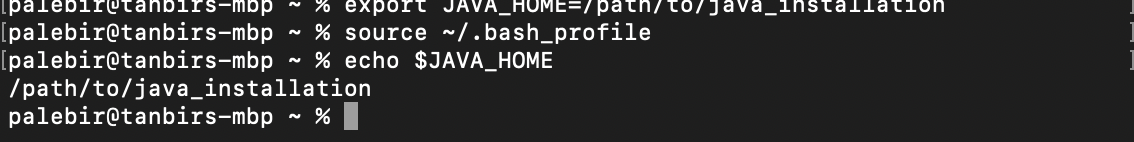 palebir@tanbirs-mbp ~ % export JAVA_HOME=/path/to/java_installation
[palebir@tanbirs-mbp ~ % source ~/.bash_profile ]
[palebir@tanbirs-mbp ~ % echo $JAVA_HOME ]
/path/to/java_installation
palebir@tanbirs-mbp ~ %